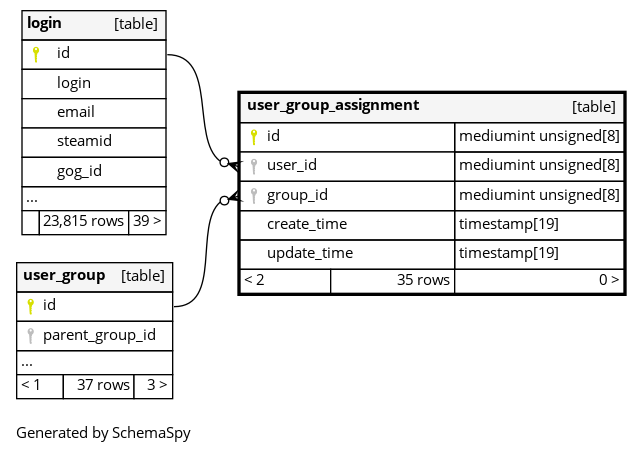 login [table]
id
login
email
steamid
gog_id
...
23,815 rows 39 >
user_group_assignment [table]
id mediumint unsigned[8]
user_id mediumint unsigned[8]
group_id mediumint unsigned[8]
create_time timestamp[19]
update_time timestamp[19]
< 2 35 rows 0 >
user_group [table]
id
parent_group_id
...
< 1 37 rows 3 >
Generated by SchemaSpy